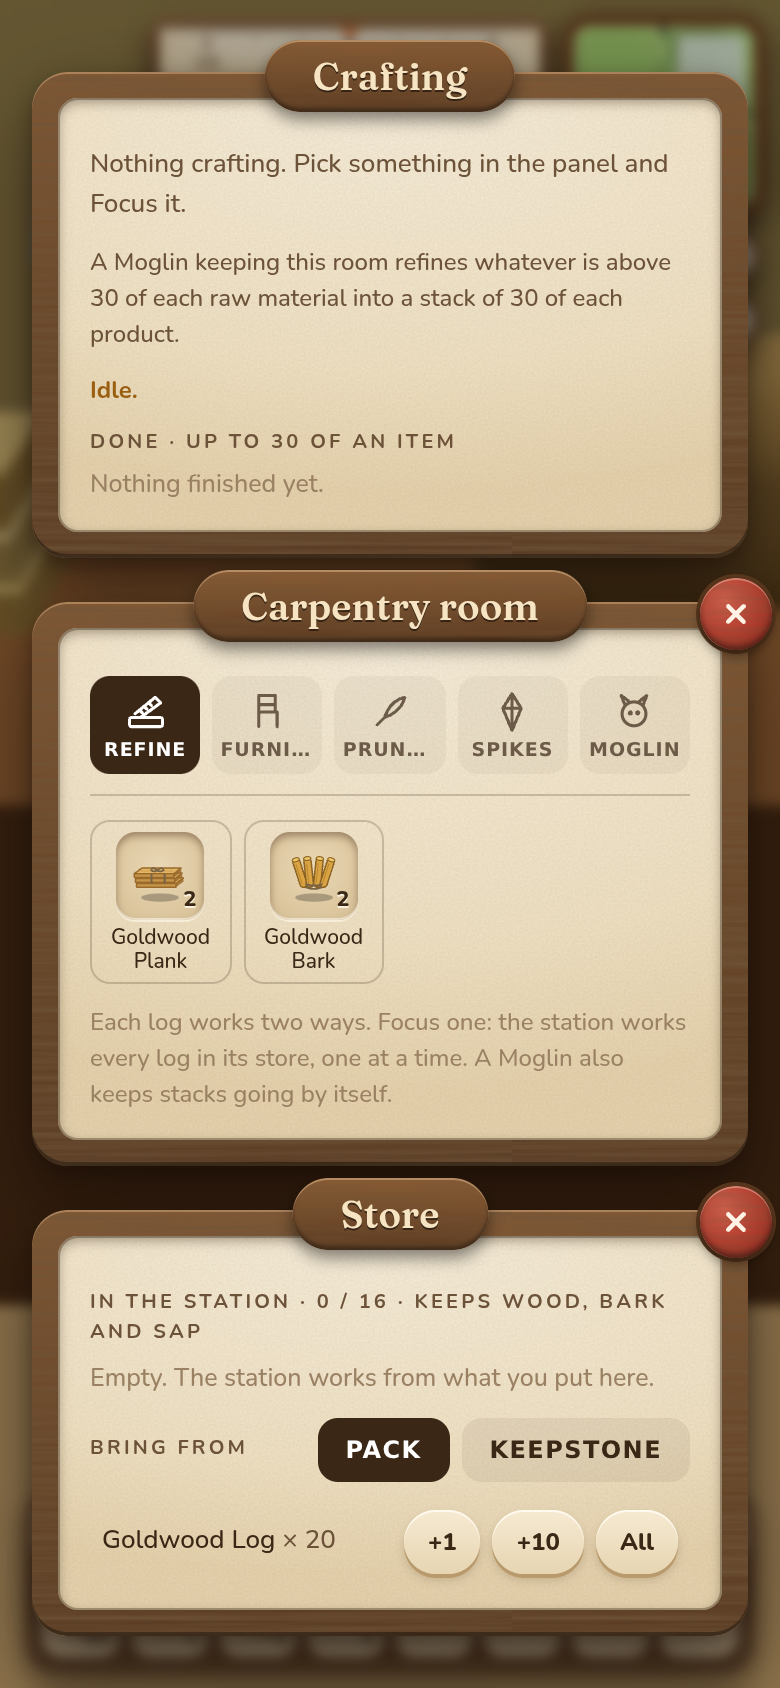 Crafting
Nothing crafting. Pick something in the panel and
Focus it.
A Moglin keeping this room refines whatever is above
30 of each raw material into a stack of 30 of each
product.
Idle.
DONE · UP TO 30 OF AN ITEM
Nothing finished yet.
Carpentry room
REFINE FURNI... PRUN... SPIKES MOGLIN
2 2
Goldwood Goldwood
Plank Bark
Each log works two ways. Focus one: the station works
every log in its store, one at a time. A Moglin also
keeps stacks going by itself.
Store
IN THE STATION · 0 / 16 · KEEPS WOOD, BARK
AND SAP
Empty. The station works from what you put here.
BRING FROM PACK KEEPSTONE
Goldwood Log × 20 +1 +10 All